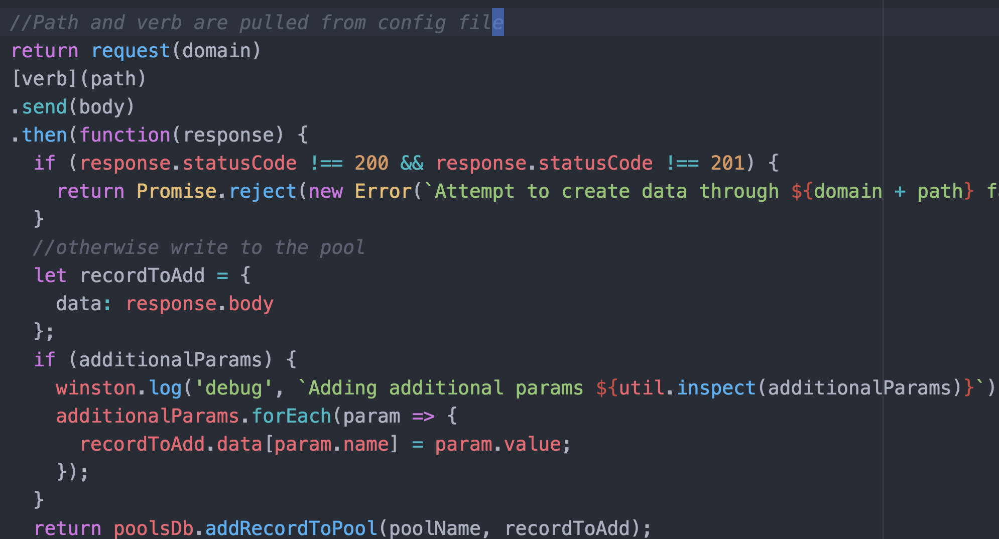 //Path and verb are pulled from config file
return request(domain)
[verb](path)
.send(body)
.then(function(response) {
  if (response.statusCode !== 200 && response.statusCode !== 201) {
    return Promise.reject(new Error(`Attempt to create data through ${domain + path}
  }
  //otherwise write to the pool
  let recordToAdd = {
    data: response.body
  };
  if (additionalParams) {
    winston.log('debug', `Adding additional params ${util.inspect(additionalParams)}`)
    additionalParams.forEach(param => {
      recordToAdd.data[param.name] = param.value;
    });
  }
  return poolsDb.addRecordToPool(poolName, recordToAdd);